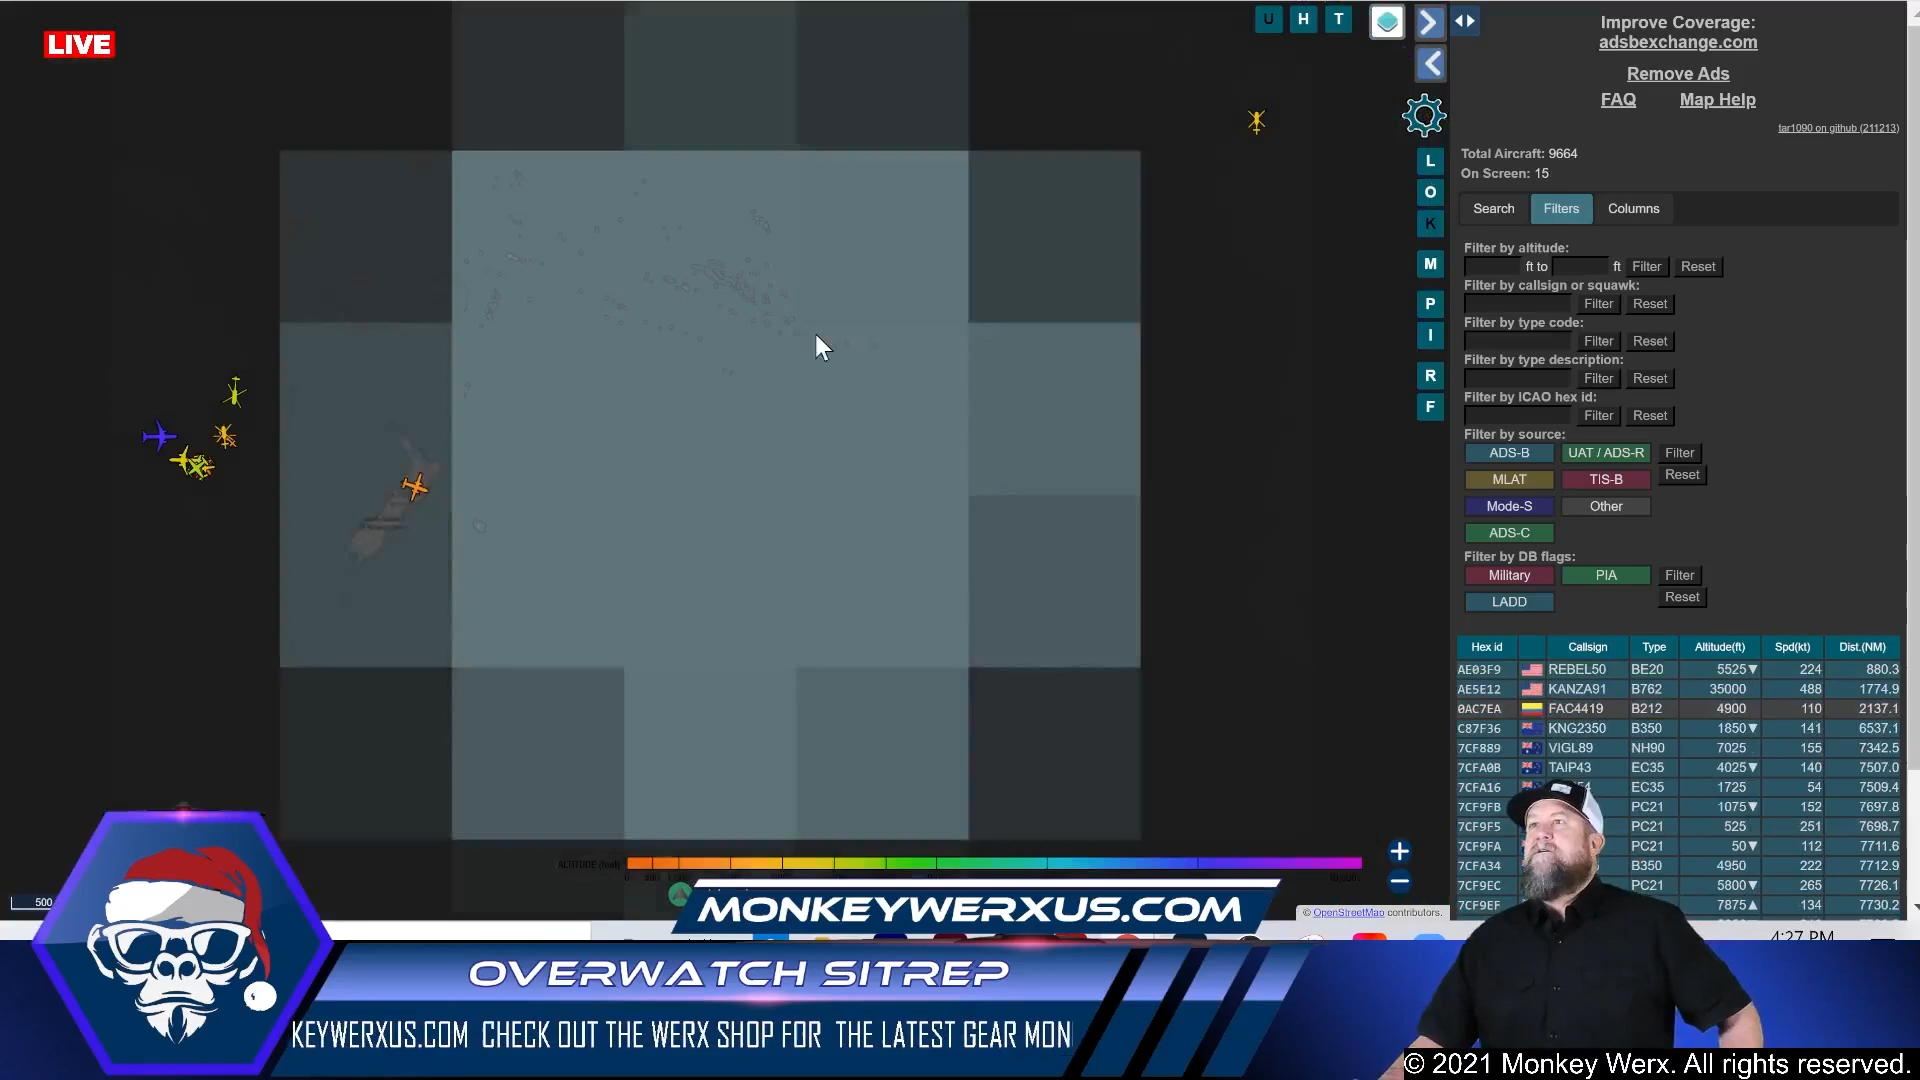 LIVE
U H T
Improve Coverage:
adsbexchange.com
Remove Ads
FAQ Map Help
tar1090 on github (211213)
Total Aircraft: 9664
On Screen: 15
Search Filters Columns
L
O
K
M
P
I
R
F
Filter by altitude:
ft to ft Filter Reset
Filter by callsign or squawk:
Filter Reset
Filter by type code:
Filter Reset
Filter by type description:
Filter Reset
Filter by ICAO hex id:
Filter Reset
Filter by source:
ADS-B UAT / ADS-R Filter
MLAT TIS-B Reset
Mode-S Other
ADS-C
Filter by DB flags:
Military PIA Filter
LADD Reset
Hex id Callsign Type Altitude(ft) Spd(kt) Dist.(NM)
AE03F9 REBEL50 BE20 5525▼ 224 880.3
AE5E12 KANZA91 B762 35000 488 1774.9
0AC7EA FAC4419 B212 4900 110 2137.1
C87F36 KNG2350 B350 1850▼ 141 6537.1
7CF889 VIGL89 NH90 7025 155 7342.5
7CFA0B TAIP43 EC35 4025▼ 140 7507.0
7CFA16 EC35 1725 54 7509.4
7CF9FB PC21 1075▼ 152 7697.8
7CF9F5 PC21 525 251 7698.7
7CF9FA PC21 50▼ 112 7711.6
7CFA34 B350 4950 222 7712.9
7CF9EC PC21 5800▼ 265 7726.1
7CF9EF 7875▲ 134 7730.2
ALTITUDE (feet)
500
© OpenStreetMap contributors.
4:27 PM
MONKEYWERXUS.COM
OVERWATCH SITREP
KEYWERXUS.COM CHECK OUT THE WERX SHOP FOR THE LATEST GEAR MON
© 2021 Monkey Werx. All rights reserved.